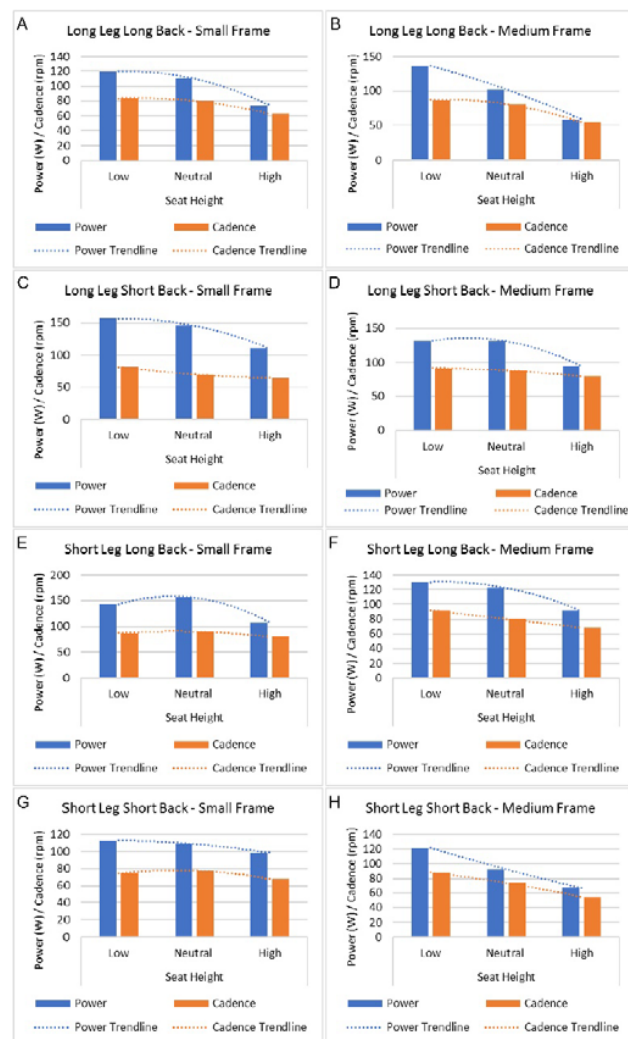 A
Long Leg Long Back - Small Frame
Power (W) / Cadence (rpm)
140
120
100
80
60
40
20
0
Low Neutral High
Seat Height
Power Cadence
Power Trendline Cadence Trendline
B
Long Leg Long Back - Medium Frame
Power (W) / Cadence (rpm)
150
100
50
0
Low Neutral High
Seat Height
Power Cadence
Power Trendline Cadence Trendline
C
Long Leg Short Back - Small Frame
Power (W) / Cadence (rpm)
150
100
50
0
Low Neutral High
Seat Height
Power Cadence
Power Trendline Cadence Trendline
D
Long Leg Short Back - Medium Frame
Power (W) / Cadence (rpm)
150
100
50
0
Low Neutral High
Seat Height
Power Cadence
Power Trendline Cadence Trendline
E
Short Leg Long Back - Small Frame
Power (W) / Cadence (rpm)
200
150
100
50
0
Low Neutral High
Seat Height
Power Cadence
Power Trendline Cadence Trendline
F
Short Leg Long Back - Medium Frame
Power (W) / Cadence (rpm)
140
120
100
80
60
40
20
0
Low Neutral High
Seat Height
Power Cadence
Power Trendline Cadence Trendline
G
Short Leg Short Back - Small Frame
Power (W) / Cadence (rpm)
120
100
80
60
40
20
0
Low Neutral High
Seat Height
Power Cadence
Power Trendline Cadence Trendline
H
Short Leg Short Back - Medium Frame
Power (W) / Cadence (rpm)
140
120
100
80
60
40
20
0
Low Neutral High
Seat Height
Power Cadence
Power Trendline Cadence Trendline